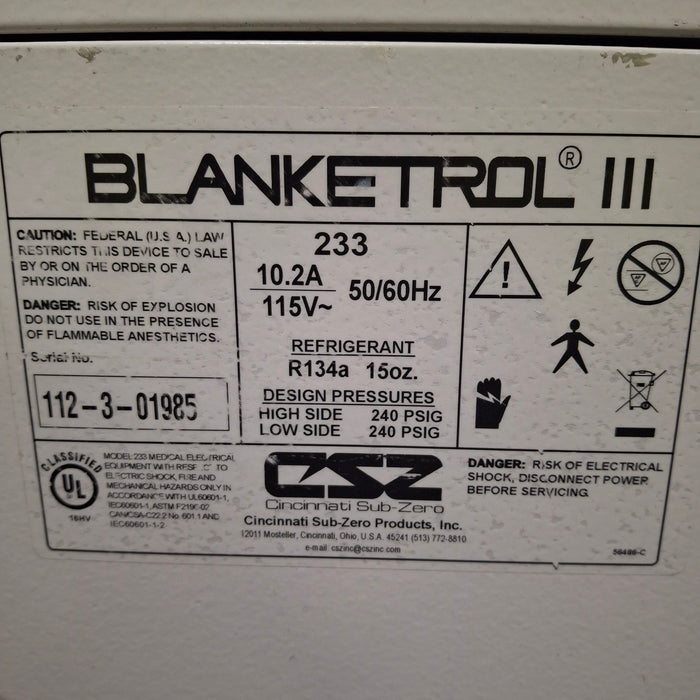 BLANKETROL® III
CAUTION: FEDERAL (U.S.A.) LAW
RESTRICTS THIS DEVICE TO SALE
BY OR ON THE ORDER OF A
PHYSICIAN.
DANGER: RISK OF EXPLOSION
DO NOT USE IN THE PRESENCE
OF FLAMMABLE ANESTHETICS.
Serial No.
112-3-01985
233
10.2A
115V~
50/60Hz
REFRIGERANT
R134a 15oz.
DESIGN PRESSURES
HIGH SIDE 240 PSIG
LOW SIDE 240 PSIG
CLASSIFIED
UL
16HV
MODEL 233 MEDICAL ELECTRICAL
EQUIPMENT WITH RESPECT TO
ELECTRIC SHOCK, FIRE AND
MECHANICAL HAZARDS ONLY IN
ACCORDANCE WITH UL60601-1,
IEC60601-1, ASTM F2196-02
CAN/CSA-C22.2 No. 601.1 AND
IEC60601-1-2
CSZ
Cincinnati Sub-Zero
Cincinnati Sub-Zero Products, Inc.
12011 Mosteller, Cincinnati, Ohio, U.S.A. 45241 (513) 772-8810
e-mail cszinc@cszinc.com
DANGER: RISK OF ELECTRICAL
SHOCK, DISCONNECT POWER
BEFORE SERVICING
56486-C